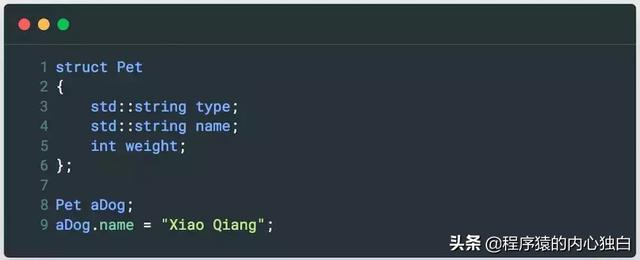 1 struct Pet
2 {
3     std::string type;
4     std::string name;
5     int weight;
6 };
7
8 Pet aDog;
9 aDog.name = "Xiao Qiang";
头条 @程序猿的内心独白